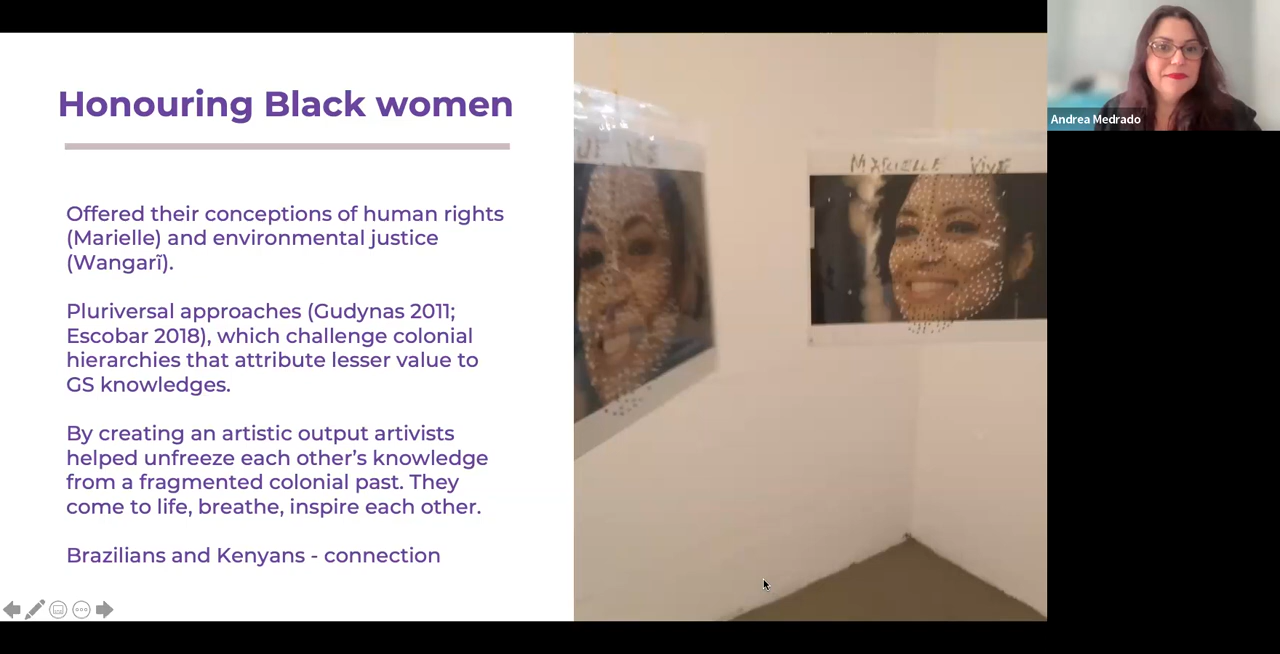 Honouring Black women
Offered their conceptions of human rights
(Marielle) and environmental justice
(Wangarĩ).
Pluriversal approaches (Gudynas 2011;
Escobar 2018), which challenge colonial
hierarchies that attribute lesser value to
GS knowledges.
By creating an artistic output artivists
helped unfreeze each other’s knowledge
from a fragmented colonial past. They
come to life, breathe, inspire each other.
Brazilians and Kenyans - connection
MARIELLE VIVE
Andrea Medrado